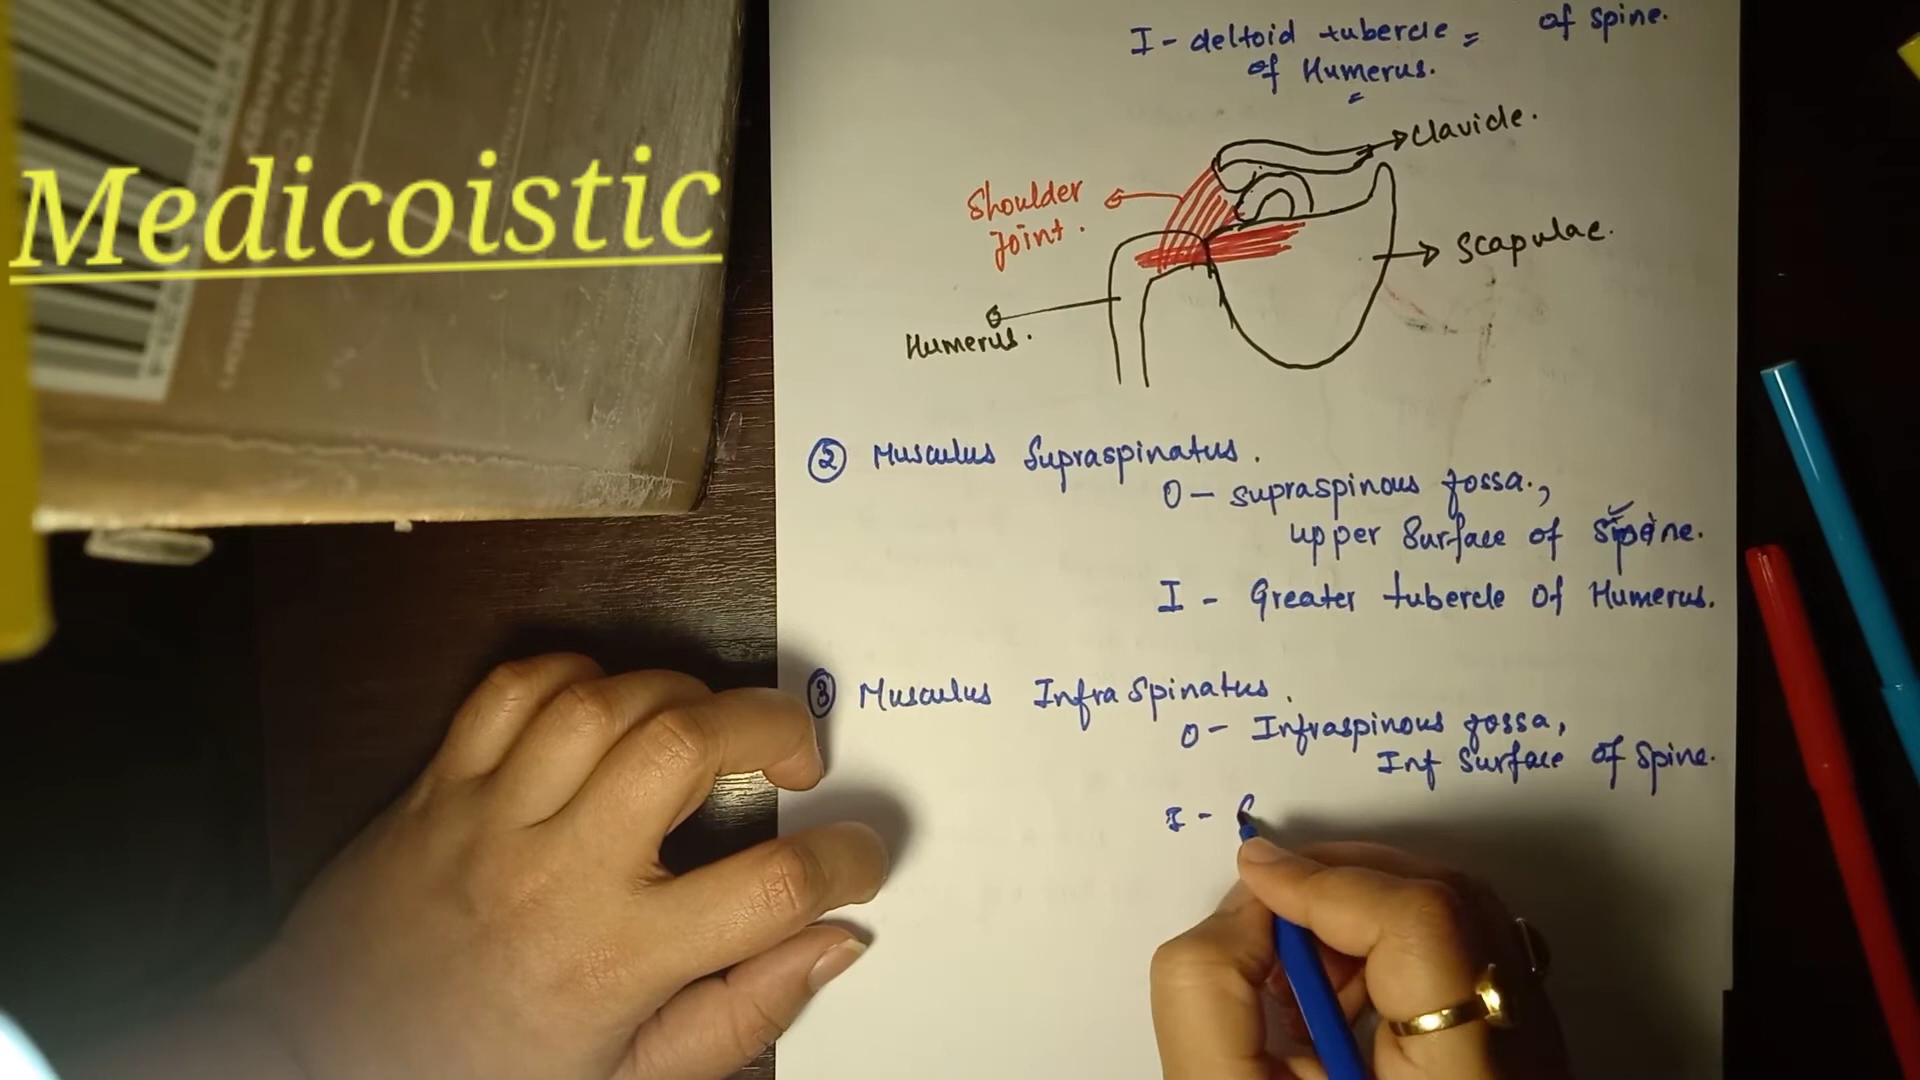 Medicoistic
I - deltoid tubercle = of spine.
of Humerus.
Clavicle.
Shoulder
joint.
Scapulae.
Humerus.
② Musculus Supraspinatus.
O - supraspinous fossa.,
upper Surface of Spine.
I - Greater tubercle of Humerus.
③ Musculus Infra Spinatus.
O - Infraspinous fossa,
Inf Surface of Spine.
I -